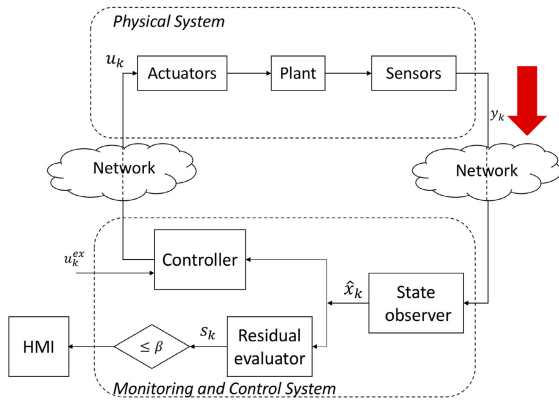 Physical System
u_k
Actuators
Plant
Sensors
y_k
Network
Network
u_k^{ex}
Controller
x̂_k
State
observer
HMI
≤ β
s_k
Residual
evaluator
Monitoring and Control System